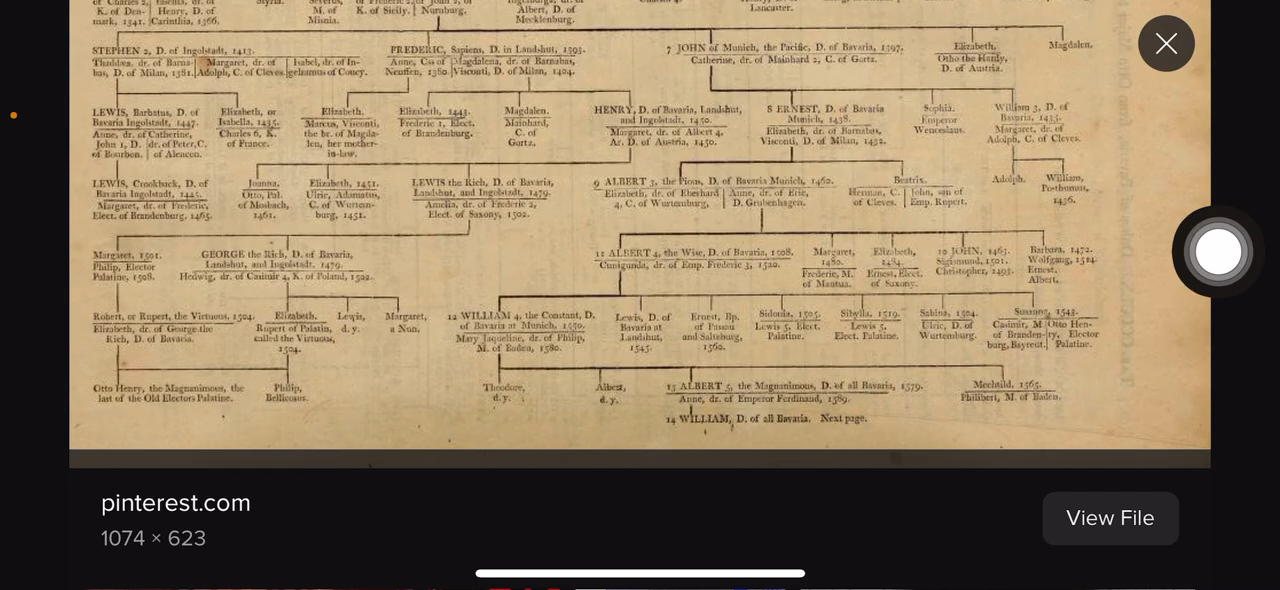 K. of Den- Henry, D. of
mark, 1341. Carinthia, 1366.
M. of
Misnia.
K. of Sicily.
Nurnburg.
Albert, D. of
Mecklenburg.
Lancaster.
STEPHEN 2, D. of Ingolstadt, 1413.
Thaddæa, dr. of Barna- Margaret, dr. of Isabel, dr. of In-
bas, D. of Milan, 1381. Adolph, C. of Cleves. gelramus of Coucy.
FREDERIC, Sapiens, D. in Landshut, 1393.
Anne, Css of Magdalena, dr. of Barnabas,
Neuffen, 1380. Visconti, D. of Milan, 1404.
7 JOHN of Munich, the Pacific, D. of Bavaria, 1397.
Catherine, dr. of Mainhard 2, C. of Gortz.
Elizabeth.
Otho the Hardy,
D. of Austria.
Magdalen.
LEWIS, Barbatus, D. of
Bavaria Ingolstadt, 1447.
Anne, dr. of Catherine,
John 1, D. dr. of Peter, C.
of Bourbon. of Alencon.
Elizabeth, or
Isabella, 1435.
Charles 6, K.
of France.
Elizabeth.
Marcus, Visconti,
the br. of Magda-
len, her mother-
in-law.
Elizabeth, 1443.
Frederic 1, Elect.
of Brandenburg.
Magdalen.
Mainhard,
C. of
Gortz.
HENRY, D. of Bavaria, Landshut,
and Ingolstadt, 1450.
Margaret, dr. of Albert 4,
Ar. D. of Austria, 1450.
8 ERNEST, D. of Bavaria
Munich, 1438.
Elizabeth, dr. of Barnabas,
Visconti, D. of Milan, 1432.
Sophia.
Emperor
Wenceslaus.
William 3, D. of
Bavaria, 1435.
Margaret, dr. of
Adolph, C. of Cleves.
LEWIS, Crookback, D. of
Bavaria Ingolstadt, 1445.
Margaret, dr. of Frederic,
Elect. of Brandenburg, 1465.
Joanna.
Otto, Pal.
of Mosbach,
1461.
Elizabeth, 1451.
Ulric, Adamatus,
C. of Wurtem-
burg, 1451.
LEWIS the Rich, D. of Bavaria,
Landshut, and Ingolstadt, 1479.
Amelia, dr. of Frederic 2,
Elect. of Saxony, 1502.
9 ALBERT 3, the Pious, D. of Bavaria Munich, 1460.
Elizabeth, dr. of Eberhard Anne, dr. of Eric,
4, C. of Wurtemburg, D. Grubenhagen.
Beatrix.
Herman, C. John, son of
of Cleves. Emp. Rupert.
Adolph.
William,
Posthumus,
1436.
Margaret, 1501.
Philip, Elector
Palatine, 1508.
GEORGE the Rich, D. of Bavaria,
Landshut, and Ingolstadt, 1479.
Hedwig, dr. of Casimir 4, K. of Poland, 1502.
11 ALBERT 4, the Wise, D. of Bavaria, 1508.
Cunigunda, dr. of Emp. Frederic 3, 1520.
Margaret,
1480.
Frederic, M.
of Mantua.
Elizabeth,
1484.
Ernest, Elect.
of Saxony.
10 JOHN, 1463.
Sigismund, 1501.
Christopher, 1493.
Barbara, 1472.
Wolfgang, 1514.
Ernest.
Albert.
Robert, or Rupert, the Virtuous, 1504.
Elizabeth, dr. of George the
Rich, D. of Bavaria.
Elizabeth.
Rupert of Palatin,
called the Virtuous,
1504.
Lewis,
d. y.
Margaret,
a Nun.
12 WILLIAM 4, the Constant, D.
of Bavaria at Munich, 1550.
Mary Jaqueline, dr. of Philip,
M. of Baden, 1580.
Lewis, D. of
Bavaria at
Landshut,
1545.
Ernest, Bp.
of Passau
and Saltsburg,
1560.
Sidonia, 1505.
Lewis 5, Elect.
Palatine.
Sibylla, 1519.
Lewis 5,
Elect. Palatine.
Sabina, 1504.
Ulric, D. of
Wurtemburg.
Susanna, 1543.
Casimir, M. Otto Hen-
of Branden- ry, Elector
burg, Bayreut. Palatine.
Otto Henry, the Magnanimous, the
last of the Old Electors Palatine.
Philip,
Bellicosus.
Theodore,
d. y.
Albert,
d. y.
13 ALBERT 5, the Magnanimous, D. of all Bavaria, 1579.
Anne, dr. of Emperor Ferdinand, 1589.
Mechtild, 1565.
Philibert, M. of Baden.
14 WILLIAM, D. of all Bavaria. Next page.
pinterest.com
1074 × 623
View File